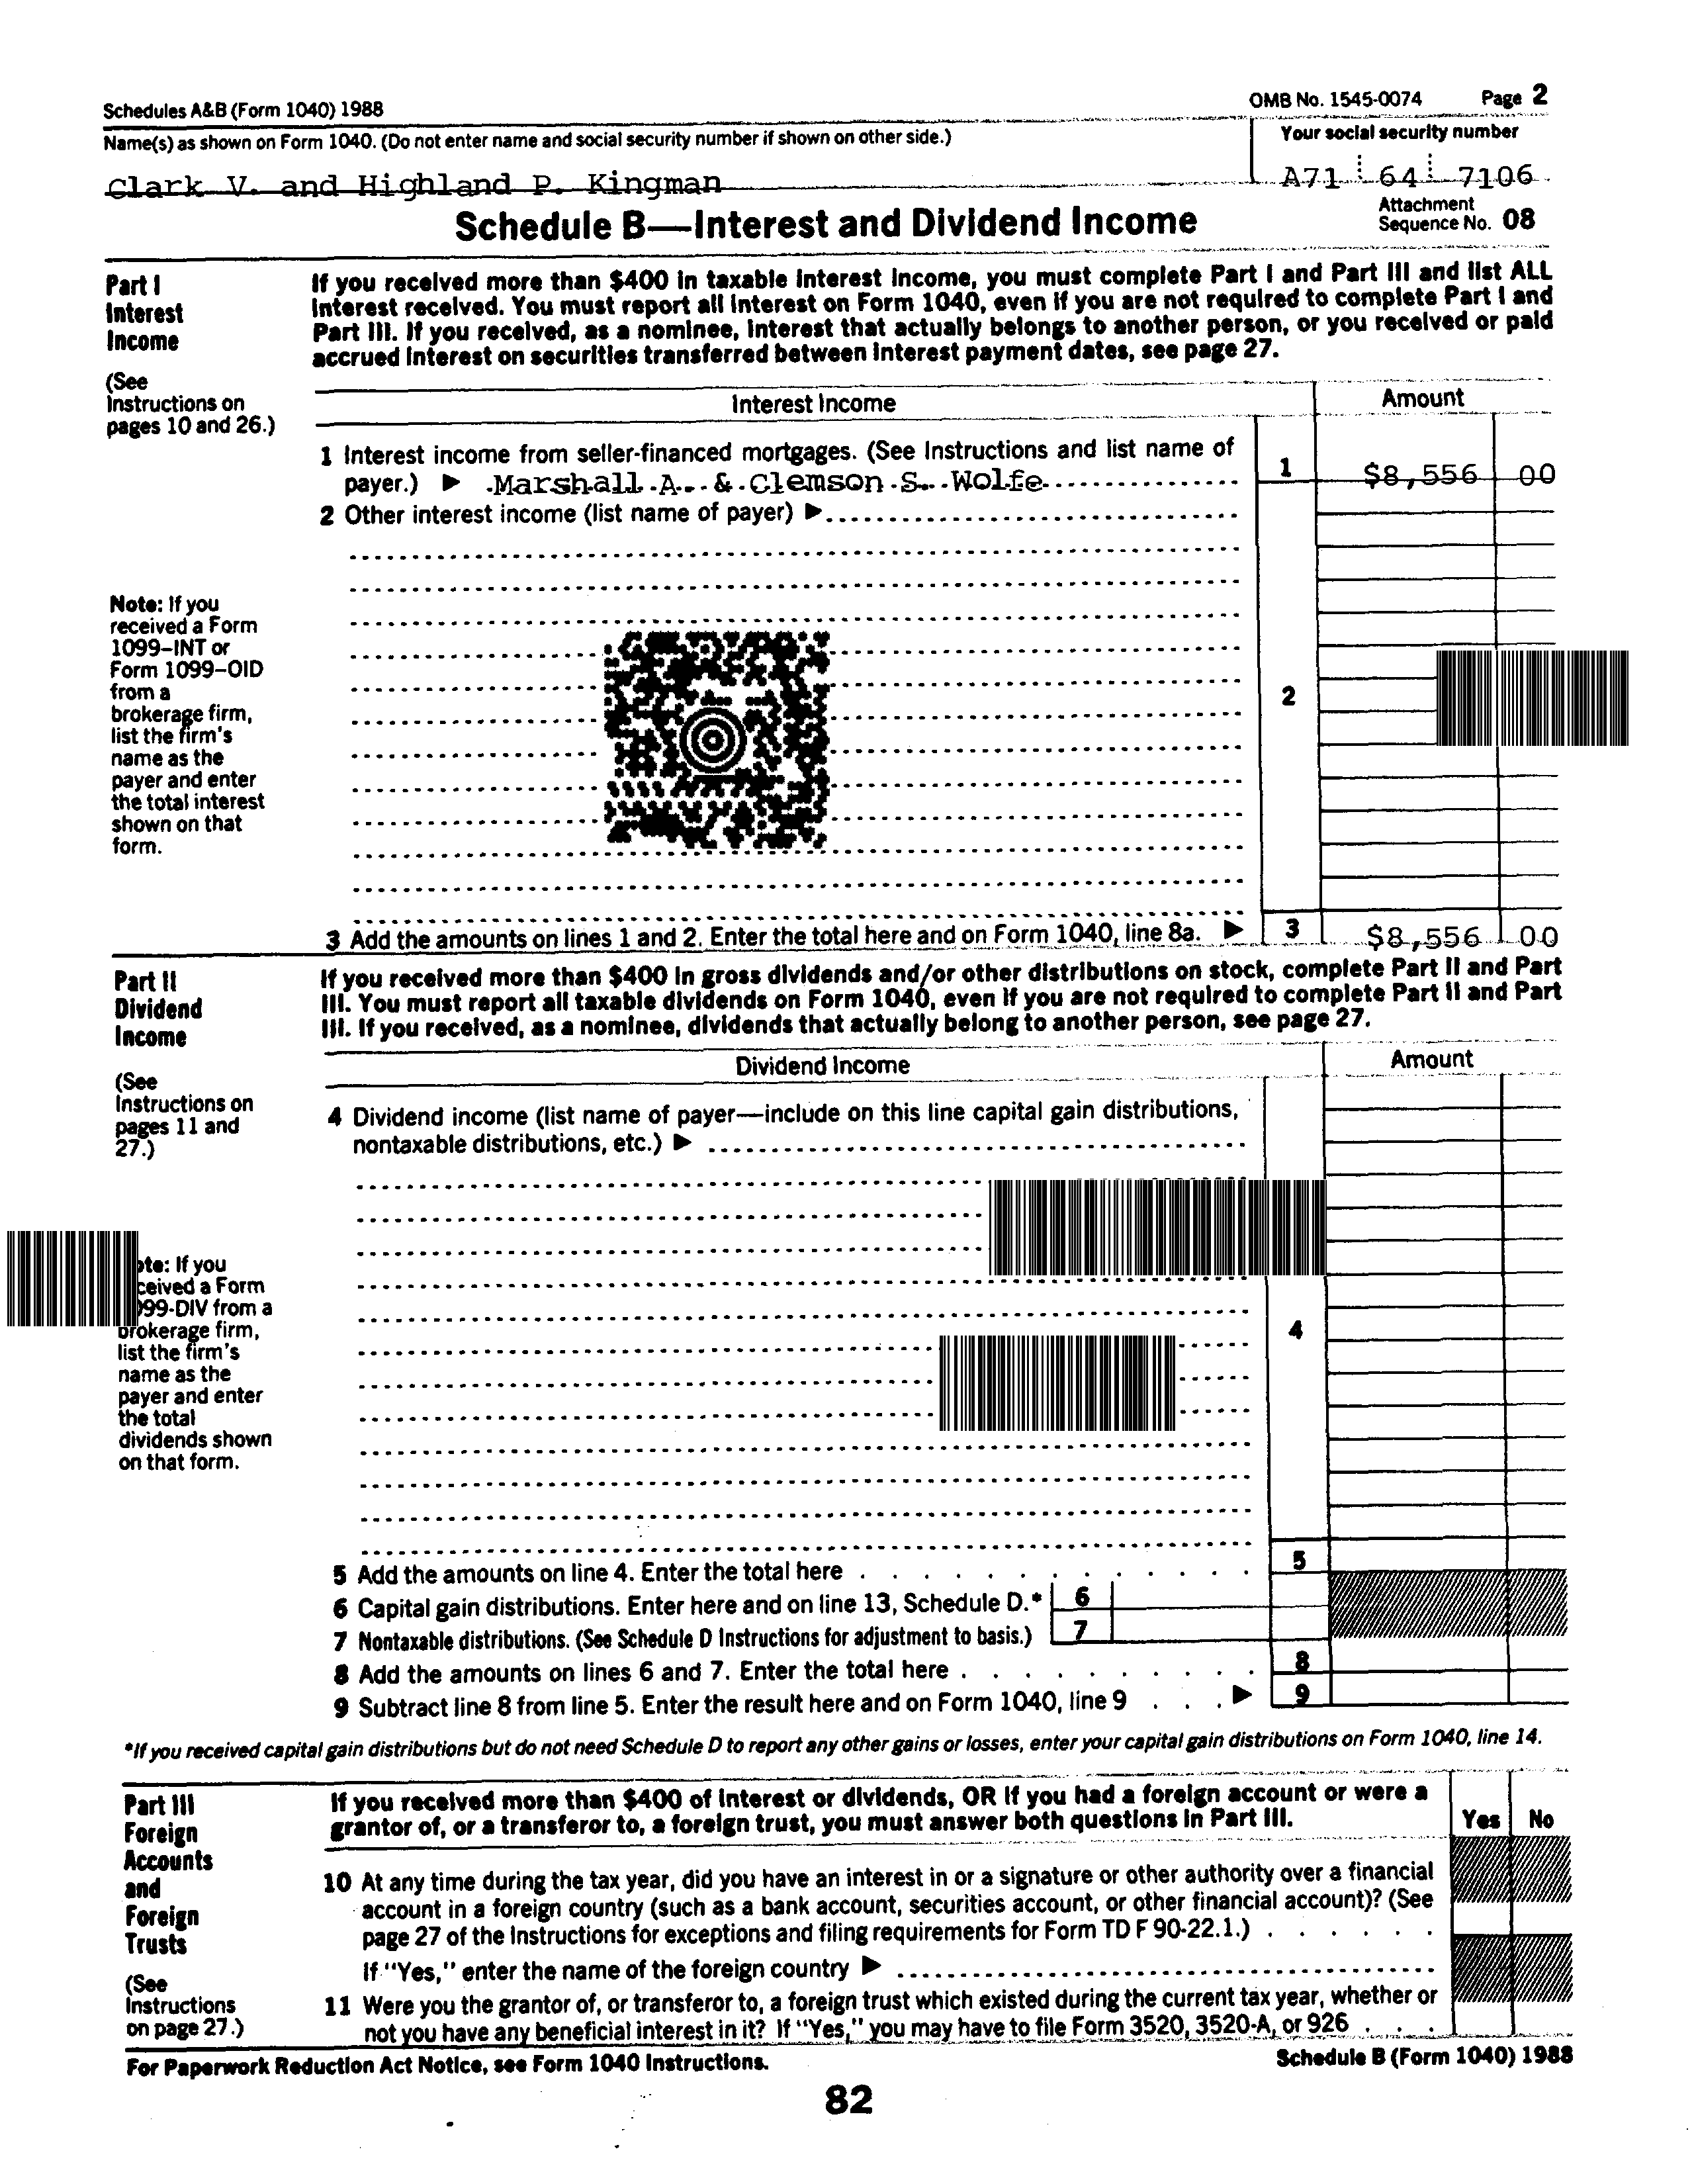 Schedules A&B (Form 1040) 1988
OMB No. 1545-0074
Page 2
Name(s) as shown on Form 1040. (Do not enter name and social security number if shown on other side.)
Your social security number
Clark V. and Highland P. Kingman
A71 64 7106
Schedule B—Interest and Dividend Income
Attachment
Sequence No. 08
Part I
Interest
Income
If you received more than $400 in taxable interest income, you must complete Part I and Part III and list ALL
interest received. You must report all interest on Form 1040, even if you are not required to complete Part I and
Part III. If you received, as a nominee, interest that actually belongs to another person, or you received or paid
accrued interest on securities transferred between interest payment dates, see page 27.
(See
Instructions on
pages 10 and 26.)
Interest Income
Amount
1 Interest income from seller-financed mortgages. (See Instructions and list name of
payer.) ▶ Marshall A. & Clemson S. Wolfe
1
$8,556 00
2 Other interest income (list name of payer) ▶
Note: If you
received a Form
1099–INT or
Form 1099–OID
from a
brokerage firm,
list the firm's
name as the
payer and enter
the total interest
shown on that
form.
2
3 Add the amounts on lines 1 and 2. Enter the total here and on Form 1040, line 8a. ▶
3
$8,556 00
Part II
Dividend
Income
If you received more than $400 in gross dividends and/or other distributions on stock, complete Part II and Part
III. You must report all taxable dividends on Form 1040, even if you are not required to complete Part II and Part
III. If you received, as a nominee, dividends that actually belong to another person, see page 27.
Dividend Income
Amount
(See
Instructions on
pages 11 and
27.)
4 Dividend income (list name of payer—include on this line capital gain distributions,
nontaxable distributions, etc.) ▶
ote: If you
ceived a Form
099-DIV from a
brokerage firm,
list the firm's
name as the
payer and enter
the total
dividends shown
on that form.
4
5 Add the amounts on line 4. Enter the total here . . . . . . . . . . . .
5
6 Capital gain distributions. Enter here and on line 13, Schedule D.*
6
7 Nontaxable distributions. (See Schedule D Instructions for adjustment to basis.)
7
8 Add the amounts on lines 6 and 7. Enter the total here . . . . . . . . .
8
9 Subtract line 8 from line 5. Enter the result here and on Form 1040, line 9 . . . ▶
9
*If you received capital gain distributions but do not need Schedule D to report any other gains or losses, enter your capital gain distributions on Form 1040, line 14.
Part III
Foreign
Accounts
and
Foreign
Trusts
(See
Instructions
on page 27.)
If you received more than $400 of interest or dividends, OR if you had a foreign account or were a
grantor of, or a transferor to, a foreign trust, you must answer both questions in Part III.
Yes No
10 At any time during the tax year, did you have an interest in or a signature or other authority over a financial
account in a foreign country (such as a bank account, securities account, or other financial account)? (See
page 27 of the Instructions for exceptions and filing requirements for Form TD F 90-22.1.) . . . . . .
If "Yes," enter the name of the foreign country ▶
11 Were you the grantor of, or transferor to, a foreign trust which existed during the current tax year, whether or
not you have any beneficial interest in it? If "Yes," you may have to file Form 3520, 3520-A, or 926 . . .
For Paperwork Reduction Act Notice, see Form 1040 Instructions.
Schedule B (Form 1040) 1988
82